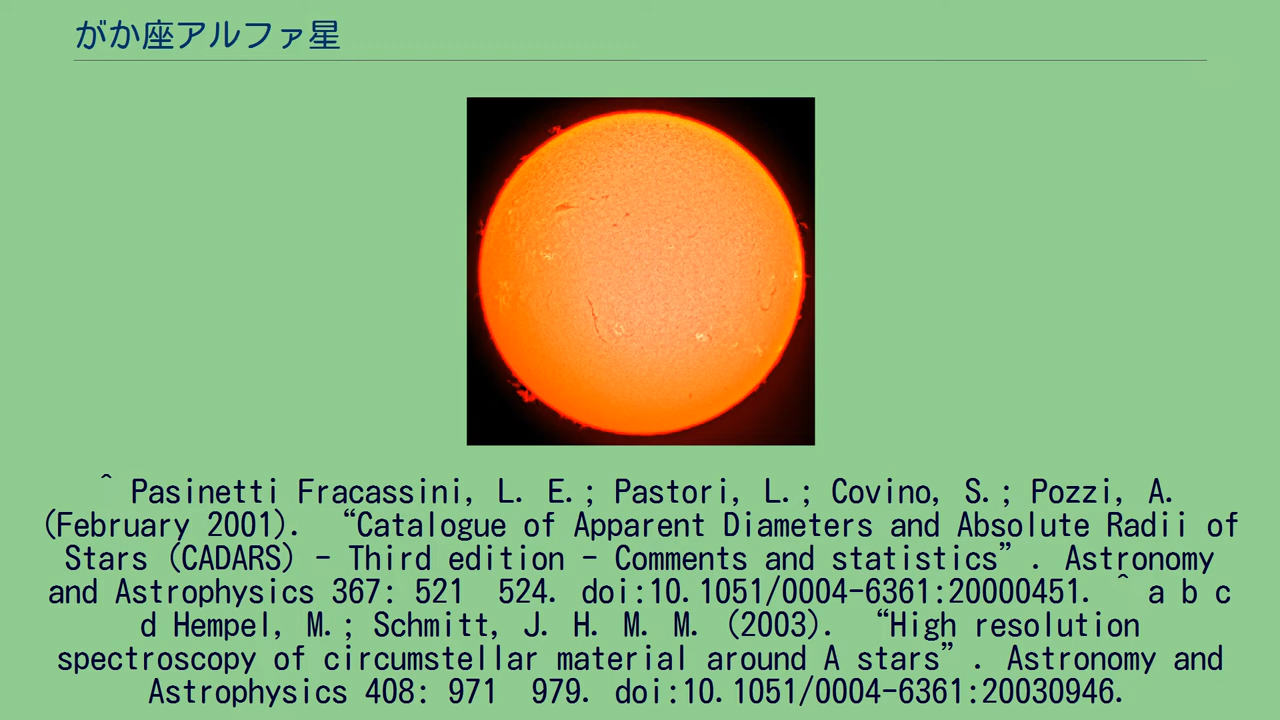 がか座アルファ星
^ Pasinetti Fracassini, L. E.; Pastori, L.; Covino, S.; Pozzi, A.
(February 2001). “Catalogue of Apparent Diameters and Absolute Radii of
Stars (CADARS) - Third edition - Comments and statistics”. Astronomy
and Astrophysics 367: 521  524. doi:10.1051/0004-6361:20000451. ^ a b c
d Hempel, M.; Schmitt, J. H. M. M. (2003). “High resolution
spectroscopy of circumstellar material around A stars”. Astronomy and
Astrophysics 408: 971  979. doi:10.1051/0004-6361:20030946.